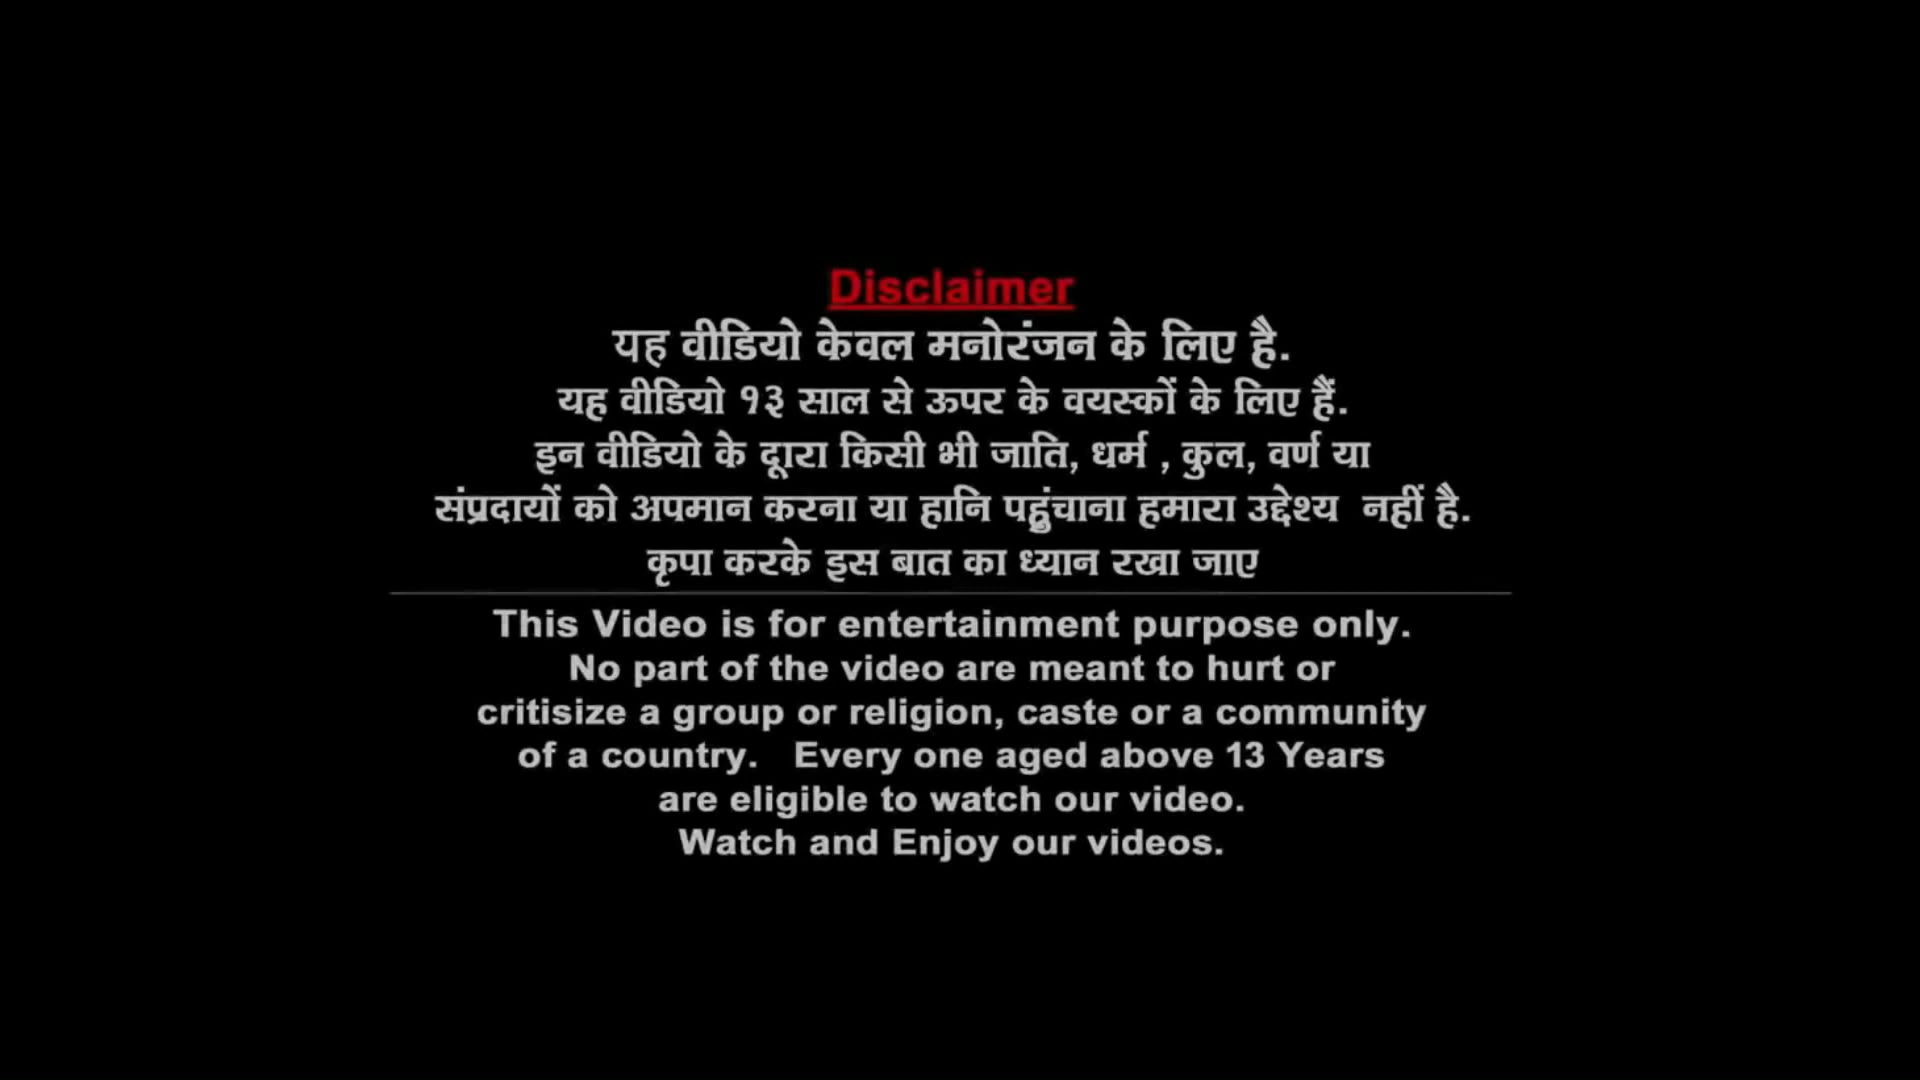 Disclaimer
यह वीडियो केवल मनोरंजन के लिए है.
यह वीडियो १३ साल से ऊपर के वयस्कों के लिए हैं.
इन वीडियो के दूारा किसी भी जाति, धर्म , कुल, वर्ण या
संप्रदायों को अपमान करना या हानि पहुंचाना हमारा उद्देश्य नहीं है.
कृपा करके इस बात का ध्यान रखा जाए
This Video is for entertainment purpose only.
No part of the video are meant to hurt or
critisize a group or religion, caste or a community
of a country. Every one aged above 13 Years
are eligible to watch our video.
Watch and Enjoy our videos.